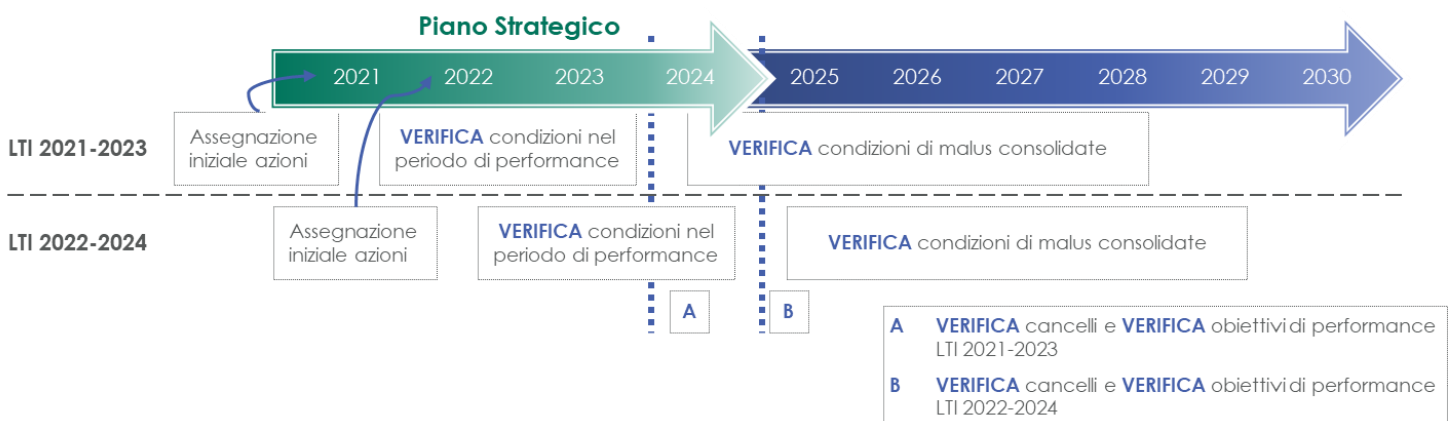 Piano Strategico
2021 2022 2023 2024 2025 2026 2027 2028 2029 2030
LTI 2021-2023
Assegnazione
iniziale azioni
VERIFICA condizioni nel
periodo di performance
VERIFICA condizioni di malus consolidate
LTI 2022-2024
Assegnazione
iniziale azioni
VERIFICA condizioni nel
periodo di performance
VERIFICA condizioni di malus consolidate
A
B
A VERIFICA cancelli e VERIFICA obiettivi di performance
LTI 2021-2023
B VERIFICA cancelli e VERIFICA obiettivi di performance
LTI 2022-2024